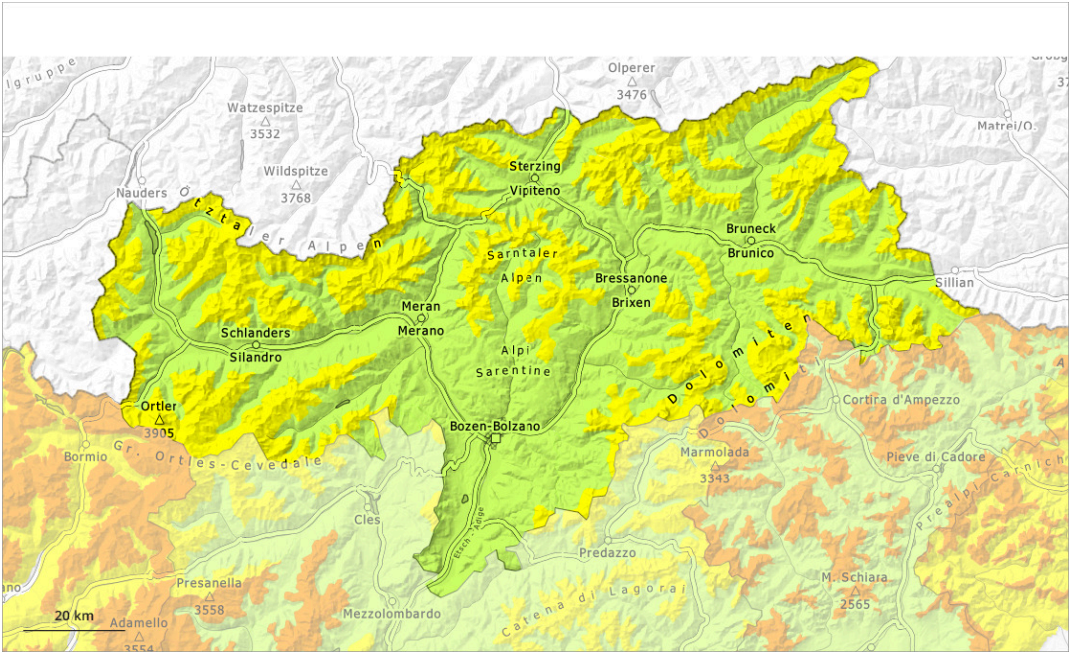 Olperer
3476
lgruppe
Watzespitze
3532
Matrei/O.
Sterzing
Vipiteno
Wildspitze
3768
Nauders
Ötztaler Alpen
Bruneck
Brunico
Sarntaler
Alpen
Bressanone
Brixen
Sillian
Meran
Merano
Schlanders
Silandro
Alpi
Sarentine
Dolomiten
Dolomiti
Ortler
3905
Cortina d'Ampezzo
Bozen-Bolzano
Gr. Ortles-Cevedale
Bormio
Marmolada
3343
Pieve di Cadore
Prealpi Carnich
Cles
Etsch - Adige
Predazzo
Presanella
3558
M. Schiara
2565
Catena di Lagorai
Mezzolombardo
ano
20 km
Adamello
3554